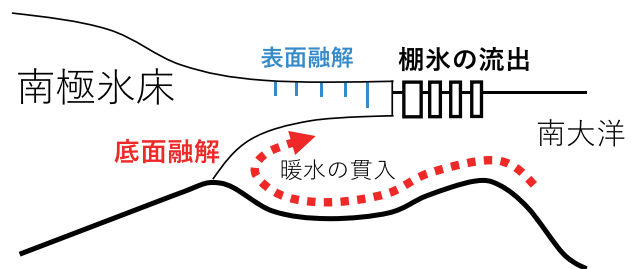 表面融解
棚氷の流出
南極氷床
南大洋
底面融解
暖水の貫入